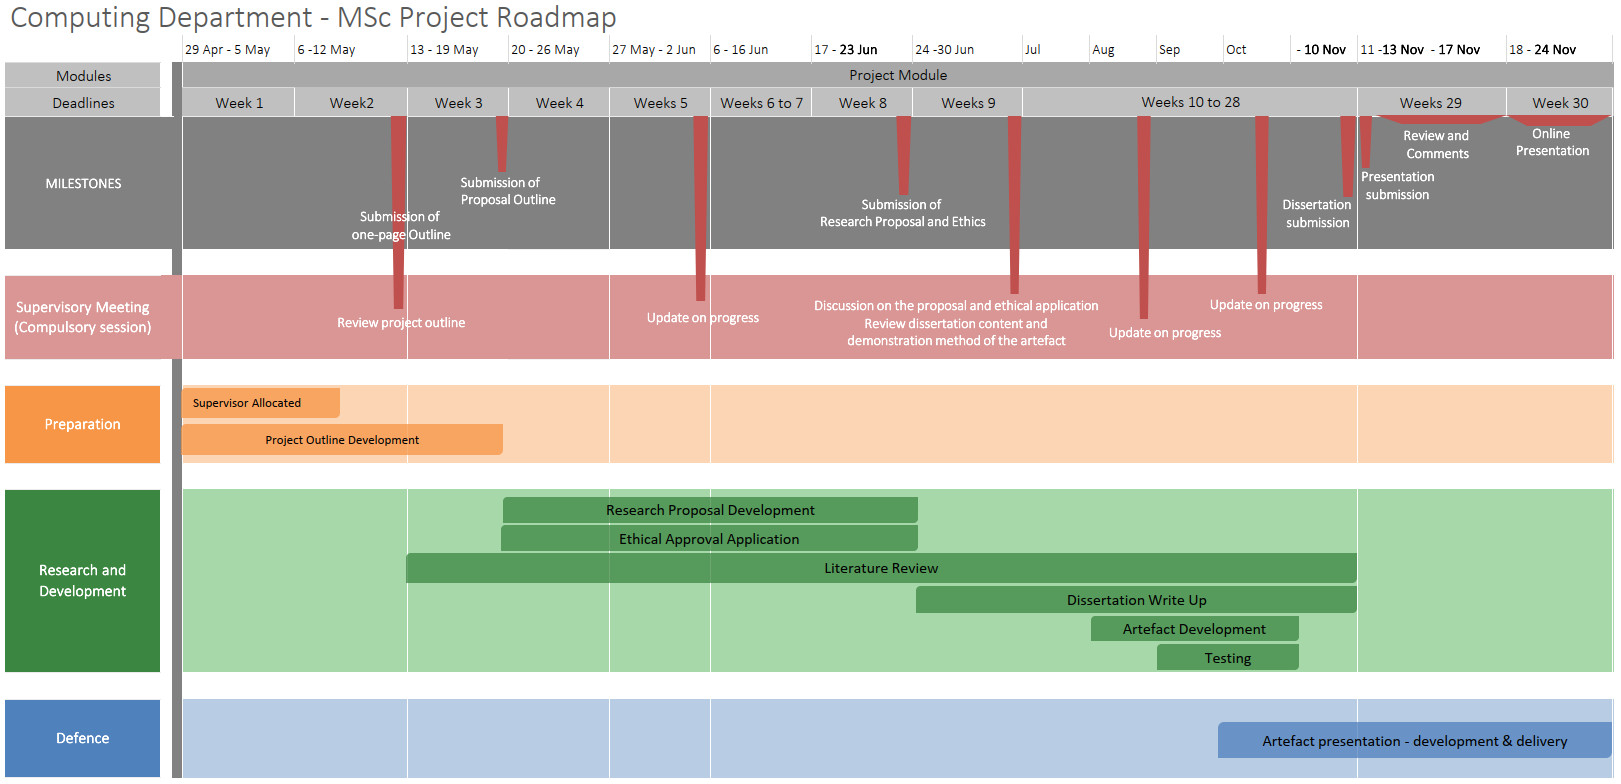 Computing Department - MSc Project Roadmap
29 Apr - 5 May 6 -12 May 13 - 19 May 20 - 26 May 27 May - 2 Jun 6 - 16 Jun 17 - 23 Jun 24 -30 Jun Jul Aug Sep Oct - 10 Nov 11 -13 Nov - 17 Nov 18 - 24 Nov
Modules Project Module
Deadlines Week 1 Week2 Week 3 Week 4 Weeks 5 Weeks 6 to 7 Week 8 Weeks 9 Weeks 10 to 28 Weeks 29 Week 30
MILESTONES
Submission of
one-page Outline
Submission of
Proposal Outline
Submission of
Research Proposal and Ethics
Dissertation
submission
Presentation
submission
Review and
Comments
Online
Presentation
Supervisory Meeting
(Compulsory session)
Review project outline
Update on progress
Discussion on the proposal and ethical application
Review dissertation content and
demonstration method of the artefact
Update on progress
Update on progress
Preparation
Supervisor Allocated
Project Outline Development
Research and
Development
Research Proposal Development
Ethical Approval Application
Literature Review
Dissertation Write Up
Artefact Development
Testing
Defence
Artefact presentation - development & delivery